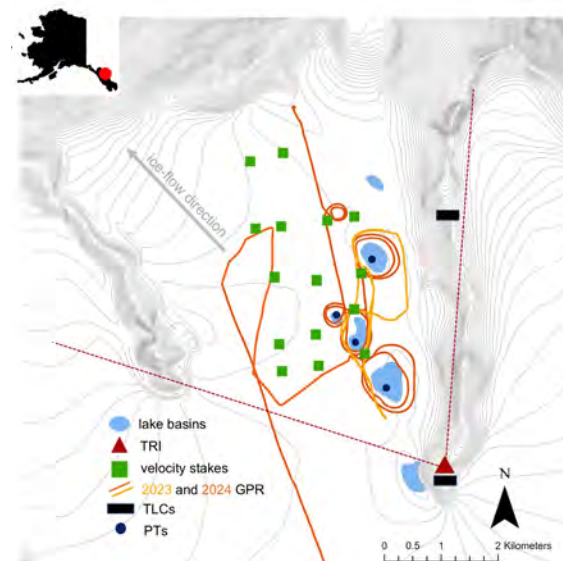 ice-flow direction
lake basins
TRI
velocity stakes
2023 and 2024 GPR
TLCs
PTs
N
0 0.5 1 2 Kilometers